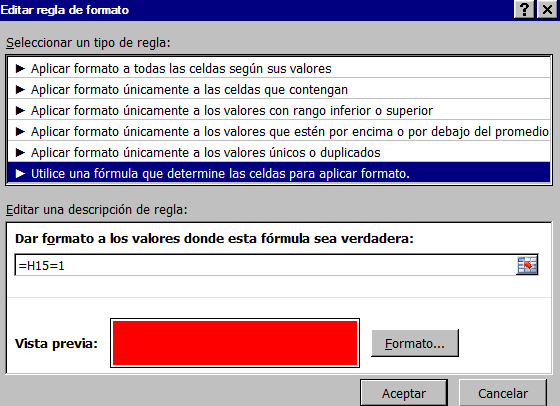 Editar regla de formato
Seleccionar un tipo de regla:
► Aplicar formato a todas las celdas según sus valores
► Aplicar formato únicamente a las celdas que contengan
► Aplicar formato únicamente a los valores con rango inferior o superior
► Aplicar formato únicamente a los valores que estén por encima o por debajo del promedio
► Aplicar formato únicamente a los valores únicos o duplicados
► Utilice una fórmula que determine las celdas para aplicar formato.
Editar una descripción de regla:
Dar formato a los valores donde esta fórmula sea verdadera:
=H15=1
Vista previa:
Formato...
Aceptar
Cancelar